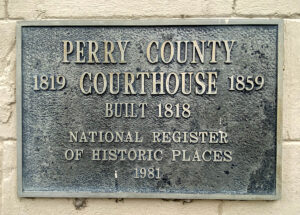 PERRY COUNTY
1819 COURTHOUSE 1859
BUILT 1818
NATIONAL REGISTER
OF HISTORIC PLACES
1981